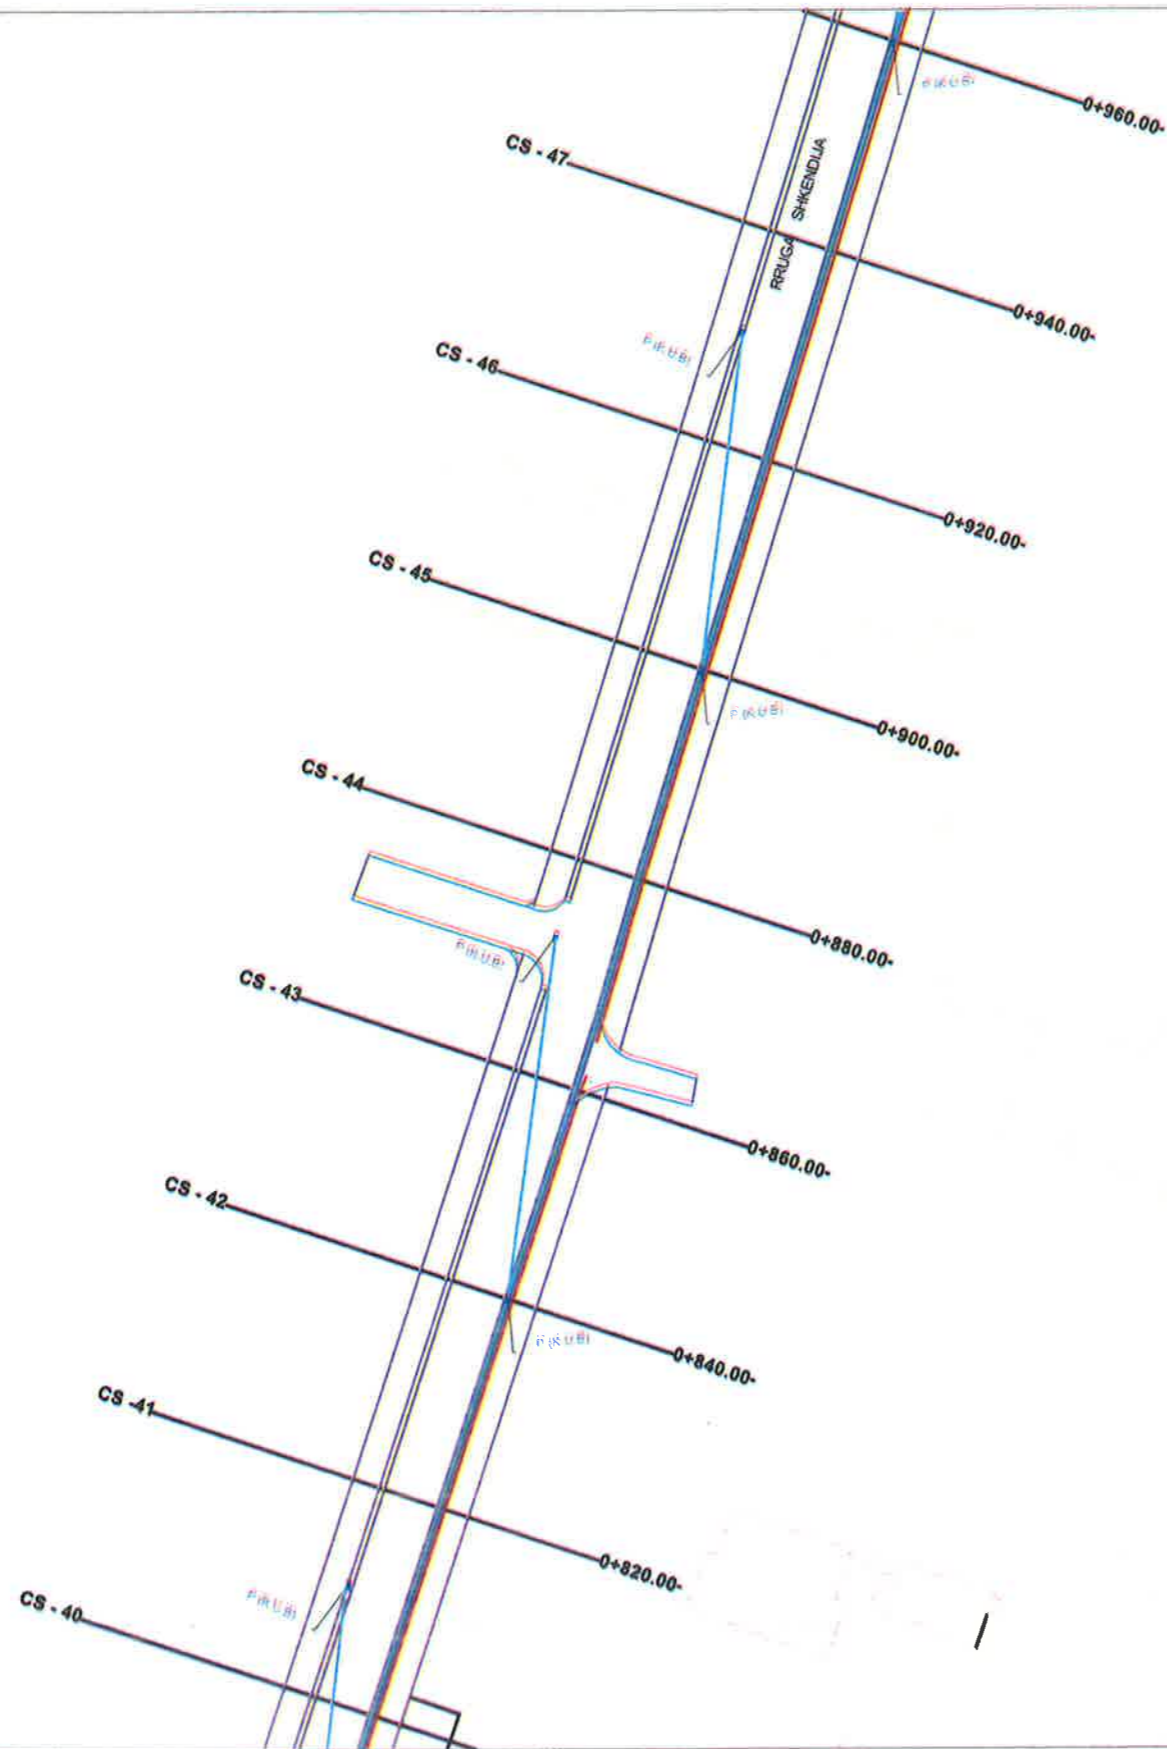 0+960.00-
CS - 47
RRUGA SHKENDIJA
0+940.00-
CS - 46
0+920.00-
CS - 45
0+900.00-
CS - 44
0+880.00-
CS - 43
0+860.00-
CS - 42
0+840.00-
CS -41
0+820.00-
CS - 40